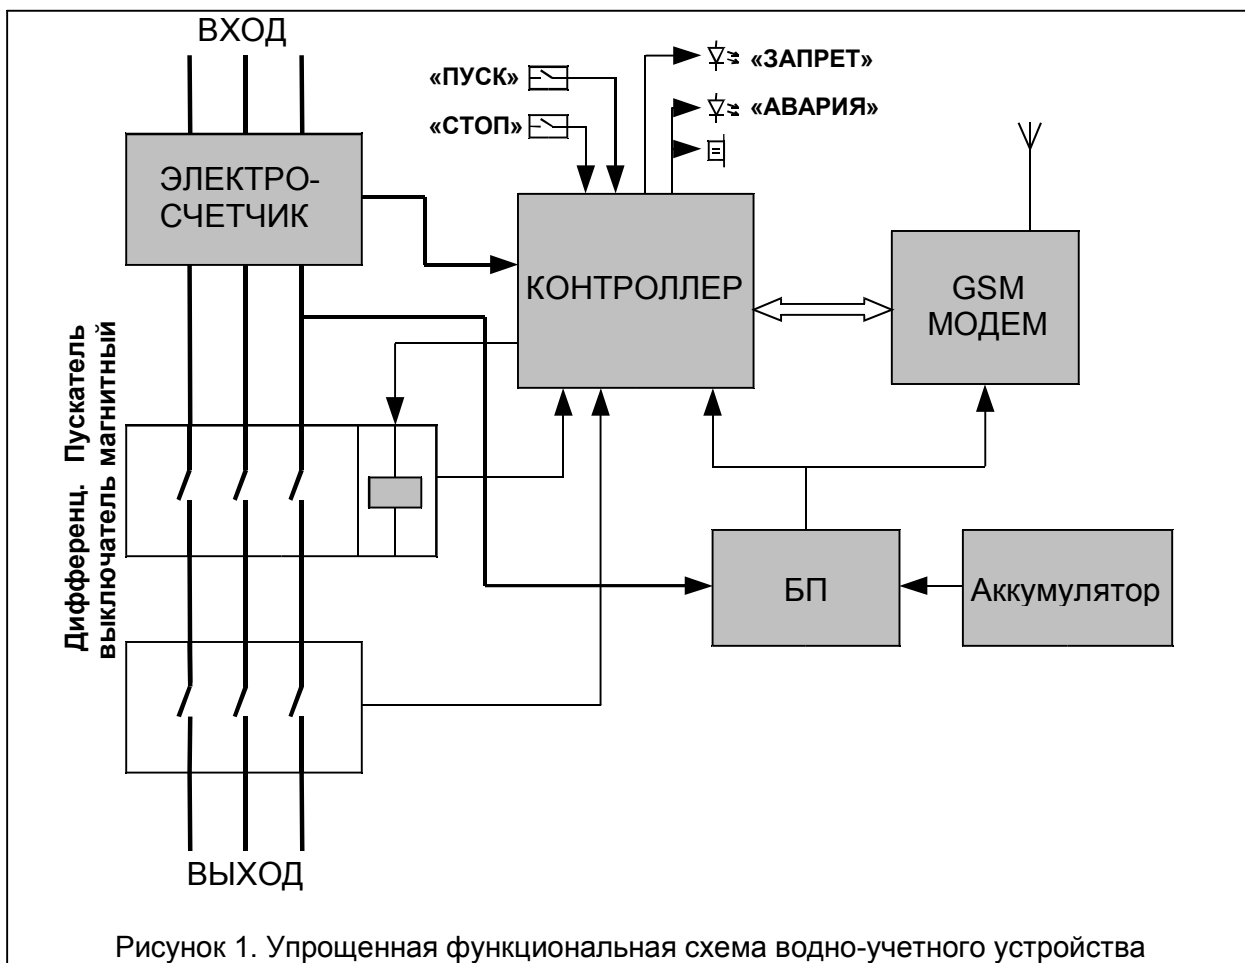 ВХОД
«ПУСК»
«СТОП»
«ЗАПРЕТ»
«АВАРИЯ»
ЭЛЕКТРО-
СЧЕТЧИК
КОНТРОЛЛЕР
GSM
МОДЕМ
Дифференц. Пускатель
выключатель магнитный
БП
Аккумулятор
ВЫХОД
Рисунок 1. Упрощенная функциональная схема водно-учетного устройства